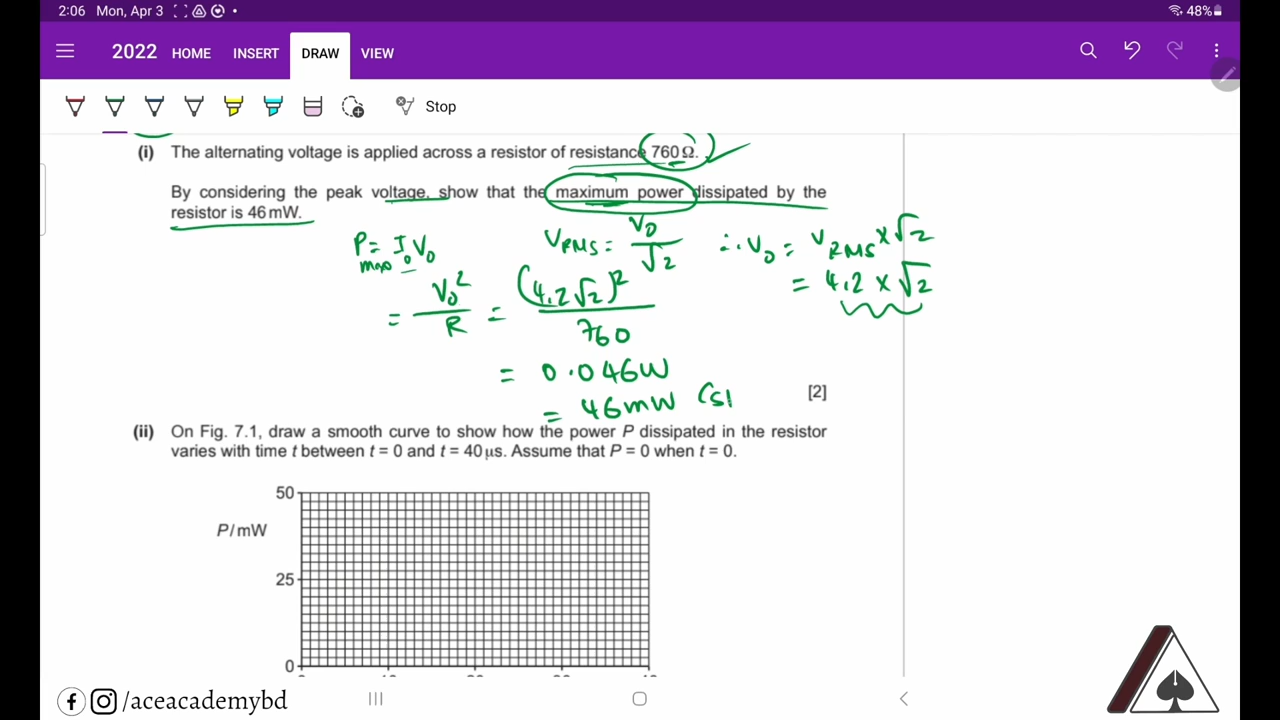 2:06 Mon, Apr 3 48%
2022 HOME INSERT DRAW VIEW
Stop
(i) The alternating voltage is applied across a resistor of resistance 760 Ω.
By considering the peak voltage, show that the maximum power dissipated by the
resistor is 46 mW.
P = I₀V₀
max
V_RMS = V₀/√2
∴ V₀ = V_RMS × √2
= 4.2 × √2
= V₀²/R = (4.2√2)²/760
= 0.046W
= 46mW (s)
[2]
(ii) On Fig. 7.1, draw a smooth curve to show how the power P dissipated in the resistor
varies with time t between t = 0 and t = 40 μs. Assume that P = 0 when t = 0.
50
P / mW
25
0
/aceacademybd